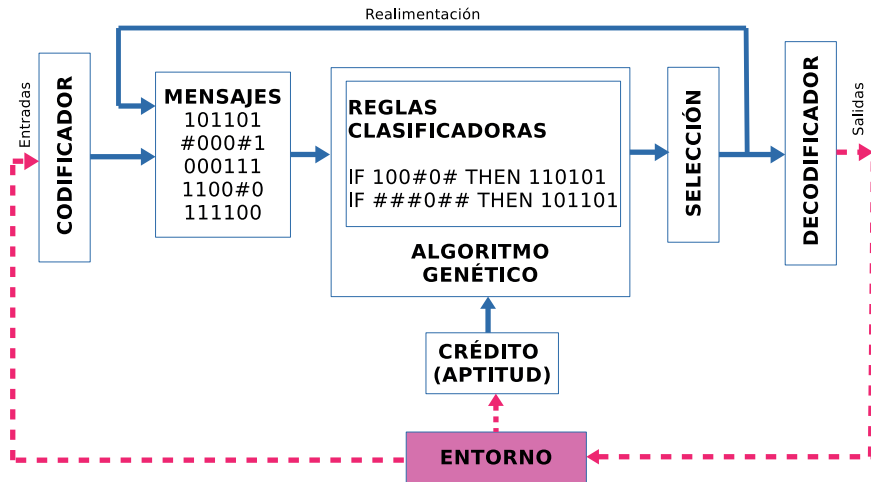 Realimentación
Entradas
CODIFICADOR
MENSAJES
101101
#000#1
000111
1100#0
111100
REGLAS
CLASIFICADORAS
IF 100#0# THEN 110101
IF ###0## THEN 101101
ALGORITMO
GENÉTICO
SELECCIÓN
DECODIFICADOR
Salidas
CRÉDITO
(APTITUD)
ENTORNO